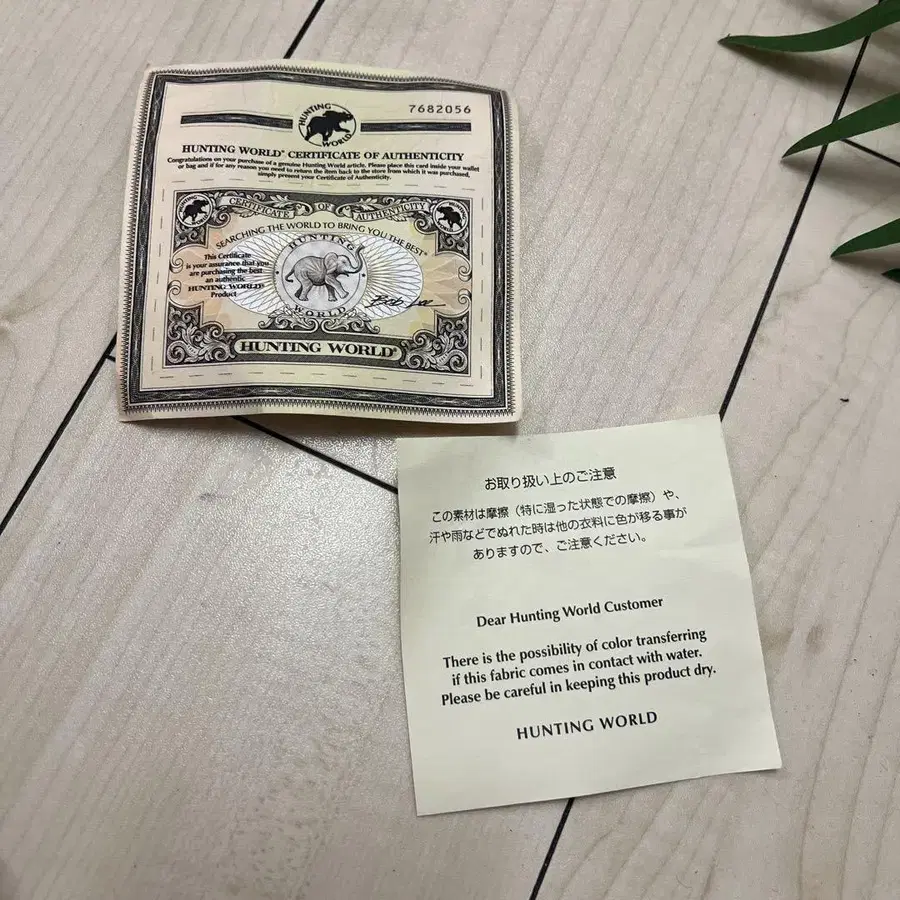 7682056
HUNTING
WORLD
HUNTING WORLD® CERTIFICATE OF AUTHENTICITY
Congratulations on your purchase of a genuine Hunting World article. Please place this card inside your wallet
or bag and if for any reason you need to return the item back to the store from which it was purchased,
simply present your Certificate of Authenticity.
CERTIFICATE OF AUTHENTICITY
SEARCHING THE WORLD TO BRING YOU THE BEST®
HUNTING
WORLD
This Certificate
is your assurance that you
are purchasing the best
an authentic
HUNTING WORLD®
Product
Bob Lee
HUNTING WORLD®
お取り扱い上のご注意
この素材は摩擦（特に湿った状態での摩擦）や、
汗や雨などでぬれた時は他の衣料に色が移る事が
ありますので、ご注意ください。
Dear Hunting World Customer
There is the possibility of color transferring
if this fabric comes in contact with water.
Please be careful in keeping this product dry.
HUNTING WORLD